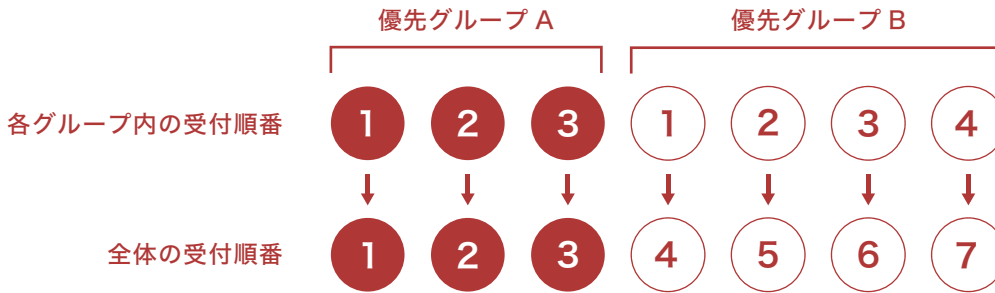 優先グループ A 優先グループ B
各グループ内の受付順番 1 2 3 1 2 3 4
全体の受付順番 1 2 3 4 5 6 7